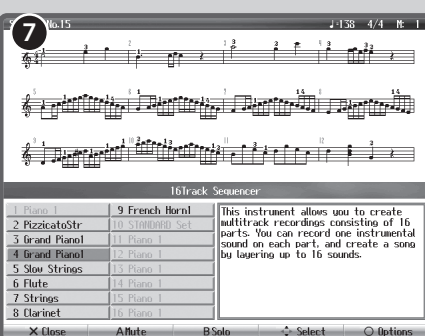 7
No.15
♩=138 4/4 M: 1
16Track Sequencer
1 Piano 1
2 PizzicatoStr
3 Grand Piano1
4 Grand Piano1
5 Slow Strings
6 Flute
7 Strings
8 Clarinet
9 French Horn1
10 STANDARD Set
11 Piano 1
12 Piano 1
13 Piano 1
14 Piano 1
15 Piano 1
16 Piano 1
This instrument allows you to create
multitrack recordings consisting of 16
parts. You can record one instrumental
sound on each part, and create a song
by layering up to 16 sounds.
X Close A Mute B Solo Select O Options